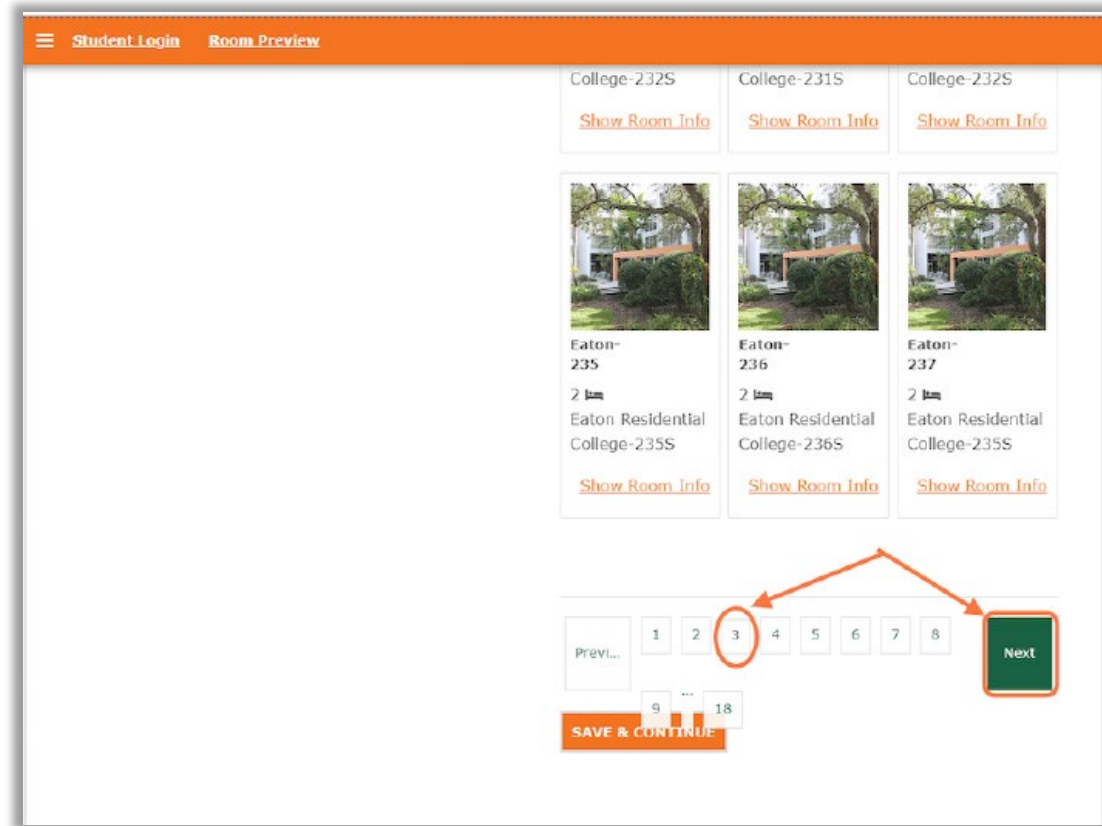 Student Login Room Preview
College-232S College-231S College-232S
Show Room Info Show Room Info Show Room Info
Eaton- Eaton- Eaton-
235 236 237
2 2 2
Eaton Residential Eaton Residential Eaton Residential
College-235S College-236S College-235S
Show Room Info Show Room Info Show Room Info
Previ... 1 2 3 4 5 6 7 8 Next
9 ... 18
SAVE & CONTINUE